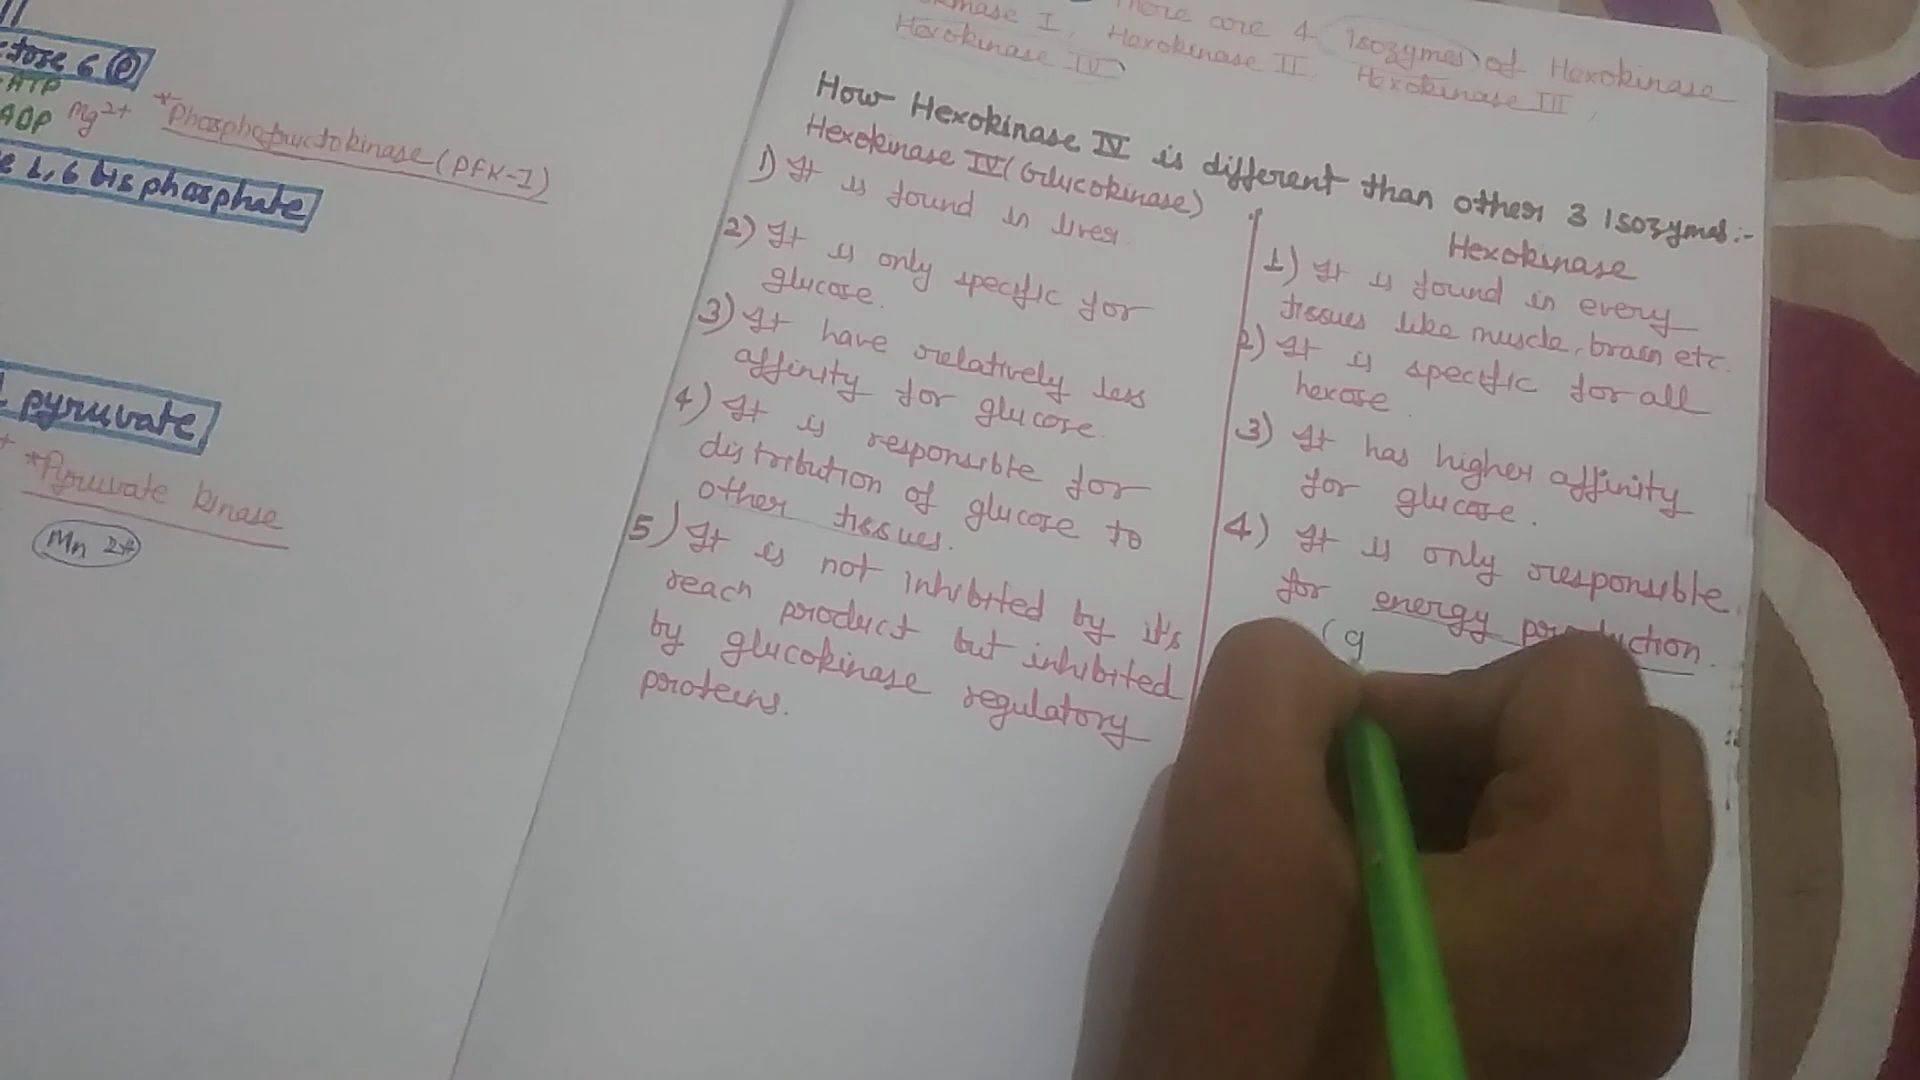 6 P
ATP
ADP Mg2+ *Phosphofructokinase (PFK-1)
1,6 bisphosphate
pyruvate
*Pyruvate kinase
Mn 2+
There are 4 Isozymes of Hexokinase
I, Hexokinase II, Hexokinase III,
Hexokinase IV
How Hexokinase IV is different than other 3 Isozymes:-
Hexokinase IV (Glucokinase)
1) It is found in liver
2) It is only specific for
glucose.
3) It have relatively less
affinity for glucose.
4) It is responsible for
distribution of glucose to
other tissues.
5) It is not inhibited by it's
reach product but inhibited
by glucokinase regulatory
proteins.
Hexokinase
1) It is found in every
tissues like muscle, brain etc.
2) It is specific for all
hexose.
3) It has higher affinity
for glucose.
4) It is only responsible
for energy production.
(g